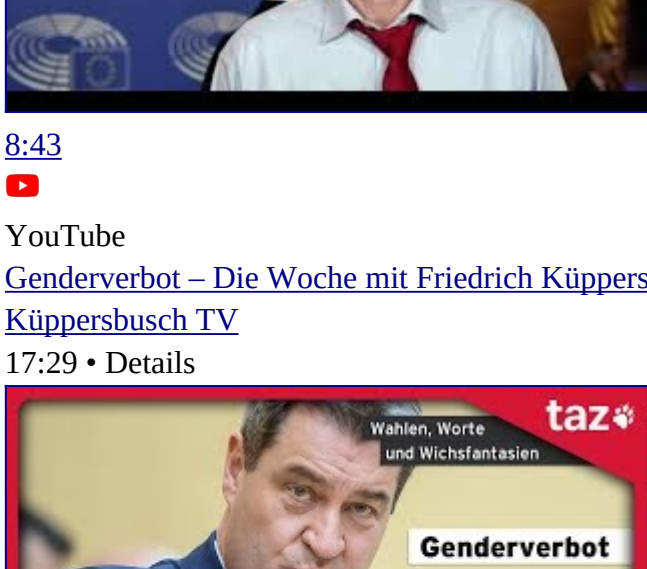 8:43
YouTube
Genderverbot – Die Woche mit Friedrich Küppers
Küppersbusch TV
17:29 • Details
taz
Wahlen, Worte
und Wichsfantasien
Genderverbot